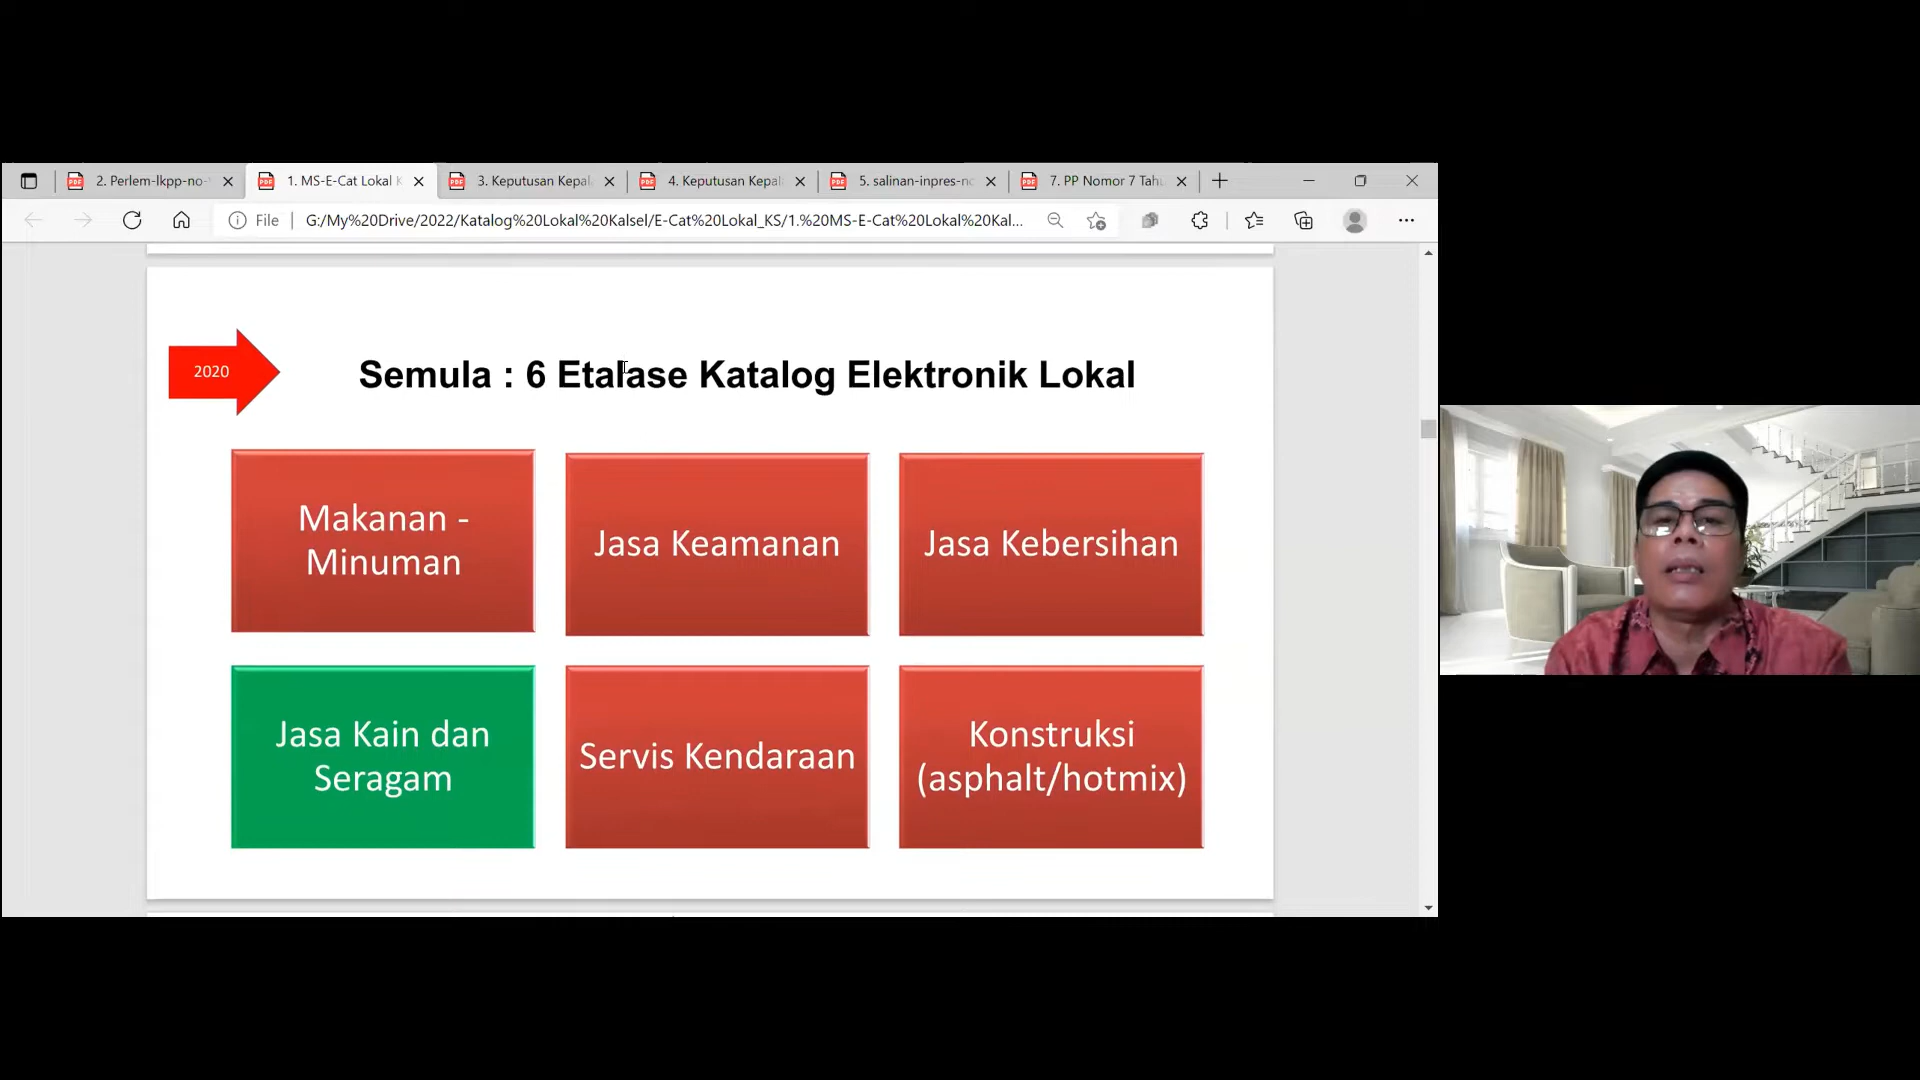 2. Perlem-lkpp-no-
1. MS-E-Cat Lokal K
3. Keputusan Kepal
4. Keputusan Kepal
5. salinan-inpres-no
7. PP Nomor 7 Tahu
File
G:/My%20Drive/2022/Katalog%20Lokal%20Kalsel/E-Cat%20Lokal_KS/1.%20MS-E-Cat%20Lokal%20Kal...
2020
Semula : 6 Etalase Katalog Elektronik Lokal
Makanan -
Minuman
Jasa Keamanan
Jasa Kebersihan
Jasa Kain dan
Seragam
Servis Kendaraan
Konstruksi
(asphalt/hotmix)